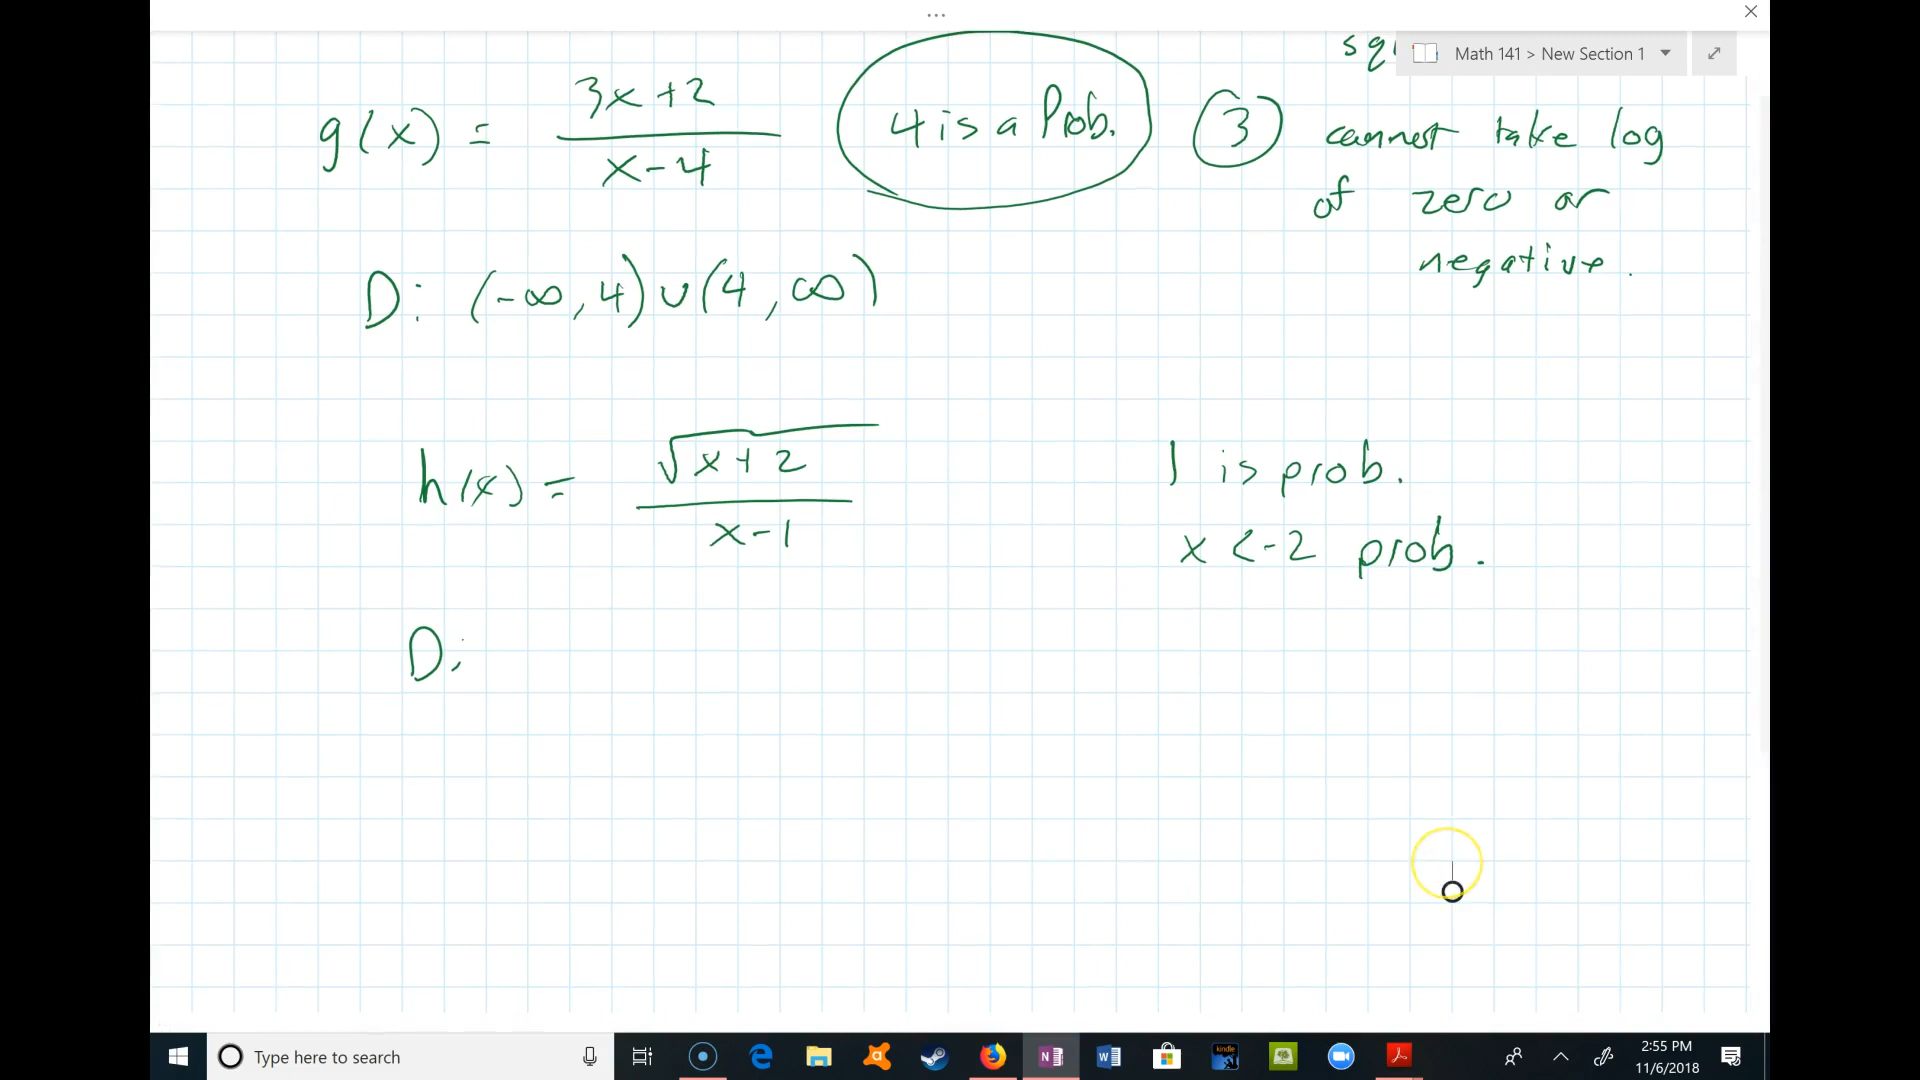 ...
squ
Math 141 > New Section 1
g(x) = 3x+2
x-4
4 is a Prob.
3 cannot take log
of zero or
negative.
D: (-∞,4)∪(4,∞)
h(x) = √x+2
x-1
1 is prob.
x <-2 prob.
D:
Type here to search
kindle
2:55 PM
11/6/2018